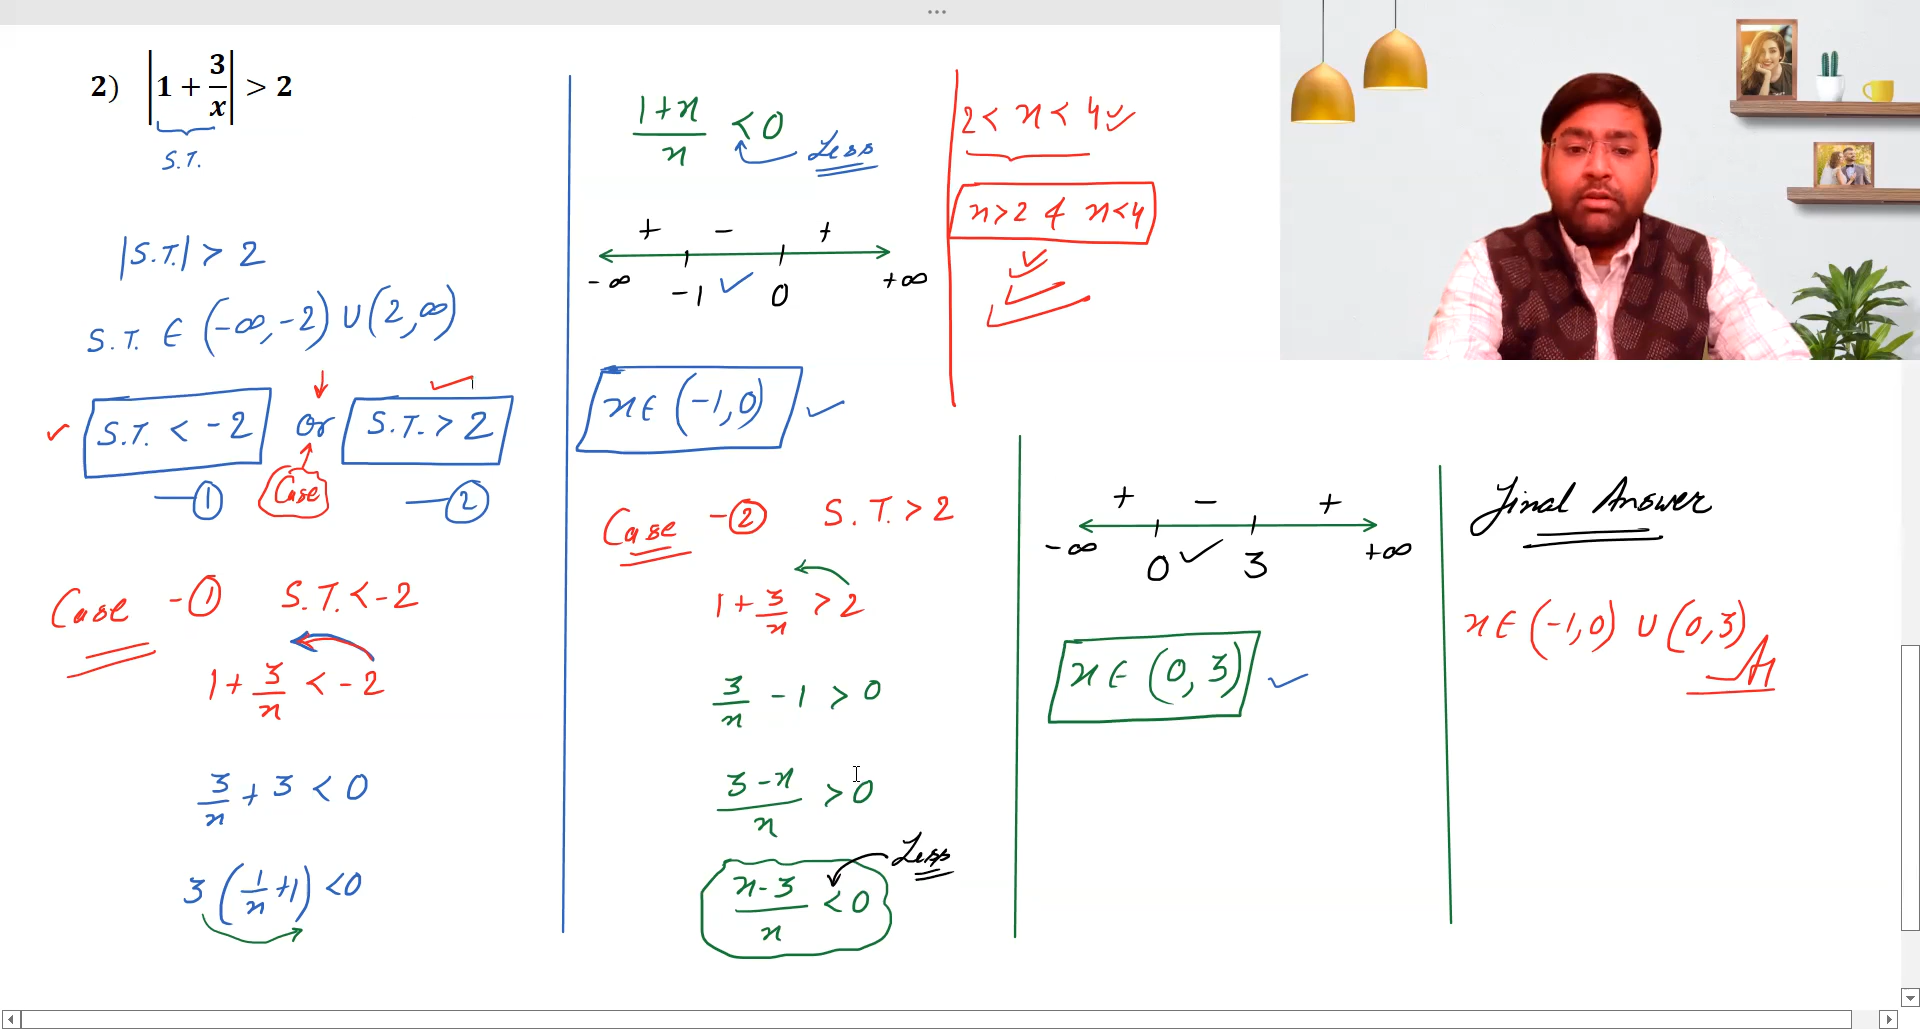 2) |1 + 3/x| > 2
S.T.
|S.T.| > 2
S.T. ∈ (-∞, -2) ∪ (2, ∞)
S.T. < -2 or S.T. > 2
-① Case -②
Case -① S.T. < -2
1 + 3/x < -2
3/x + 3 < 0
3 (1/x + 1) < 0
1 + x / x < 0 Less
+ - +
-∞ -1 0 +∞
x ∈ (-1, 0)
2 < x < 4
x > 2 & x < 4
Case -② S.T. > 2
1 + 3/x > 2
3/x - 1 > 0
3 - x / x > 0
x - 3 / x < 0 Less
+ - +
-∞ 0 3 +∞
x ∈ (0, 3)
Final Answer
x ∈ (-1, 0) ∪ (0, 3)